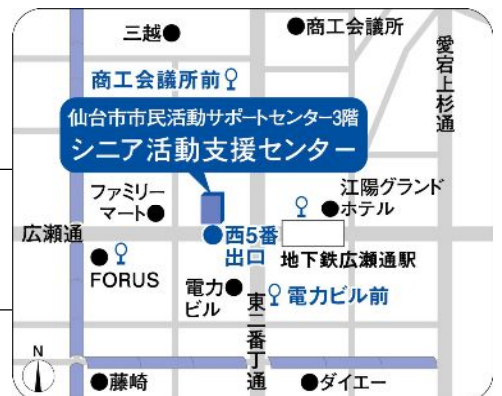 三越
商工会議所
商工会議所前
愛宕上杉通
仙台市市民活動サポートセンター3階
シニア活動支援センター
ファミリー
マート
江陽グランド
ホテル
広瀬通
西5番
出口
地下鉄広瀬通駅
FORUS
電力
ビル
東二番丁通
電力ビル前
N
藤崎
ダイエー